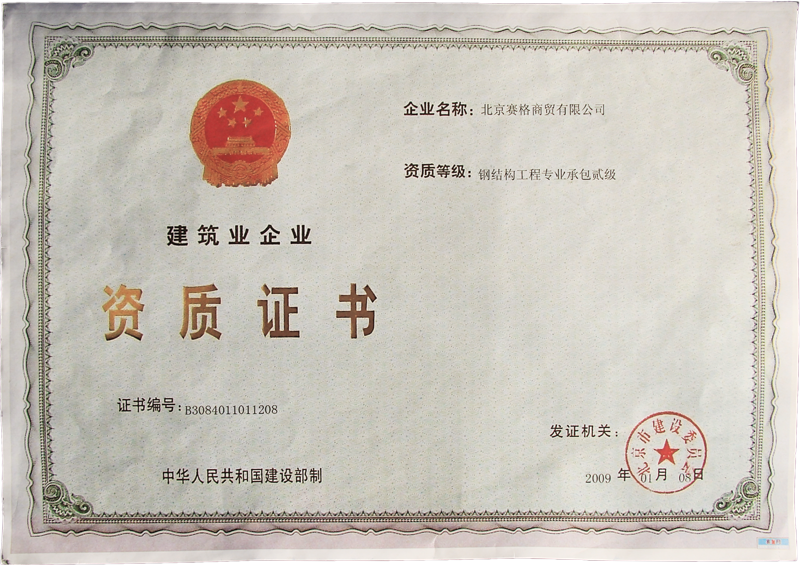 建筑业企业
资质证书
证书编号：B3084011011208
中华人民共和国建设部制
企业名称：北京赛格商贸有限公司
资质等级：钢结构工程专业承包贰级
发证机关：
北京市建设委员会
2009 年 01 月 08 日